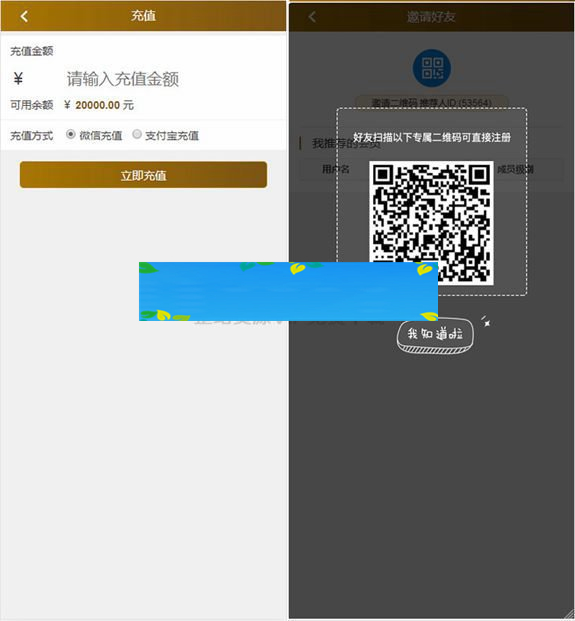 充值
充值金额
¥ 请输入充值金额
可用余额 ¥ 20000.00 元
充值方式 微信充值 支付宝充值
立即充值
邀请好友
邀请二维码 推荐人ID:(53564)
好友扫描以下专属二维码可直接注册
我推荐的会员
用户名
成员级别
我知道啦